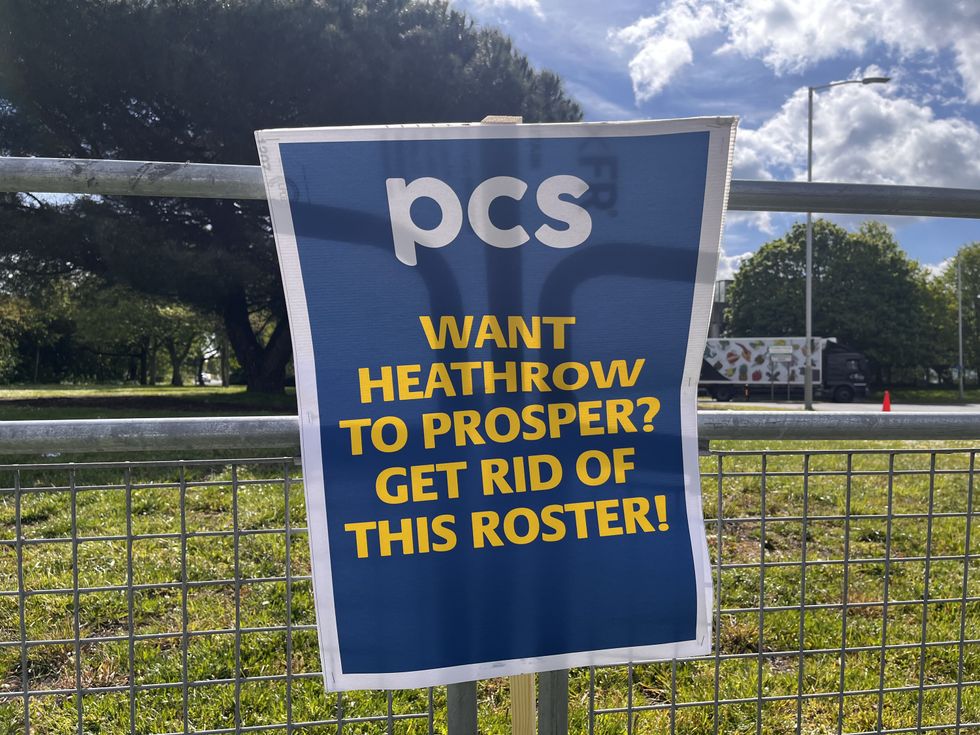 pcs
WANT
HEATHROW
TO PROSPER?
GET RID OF
THIS ROSTER!